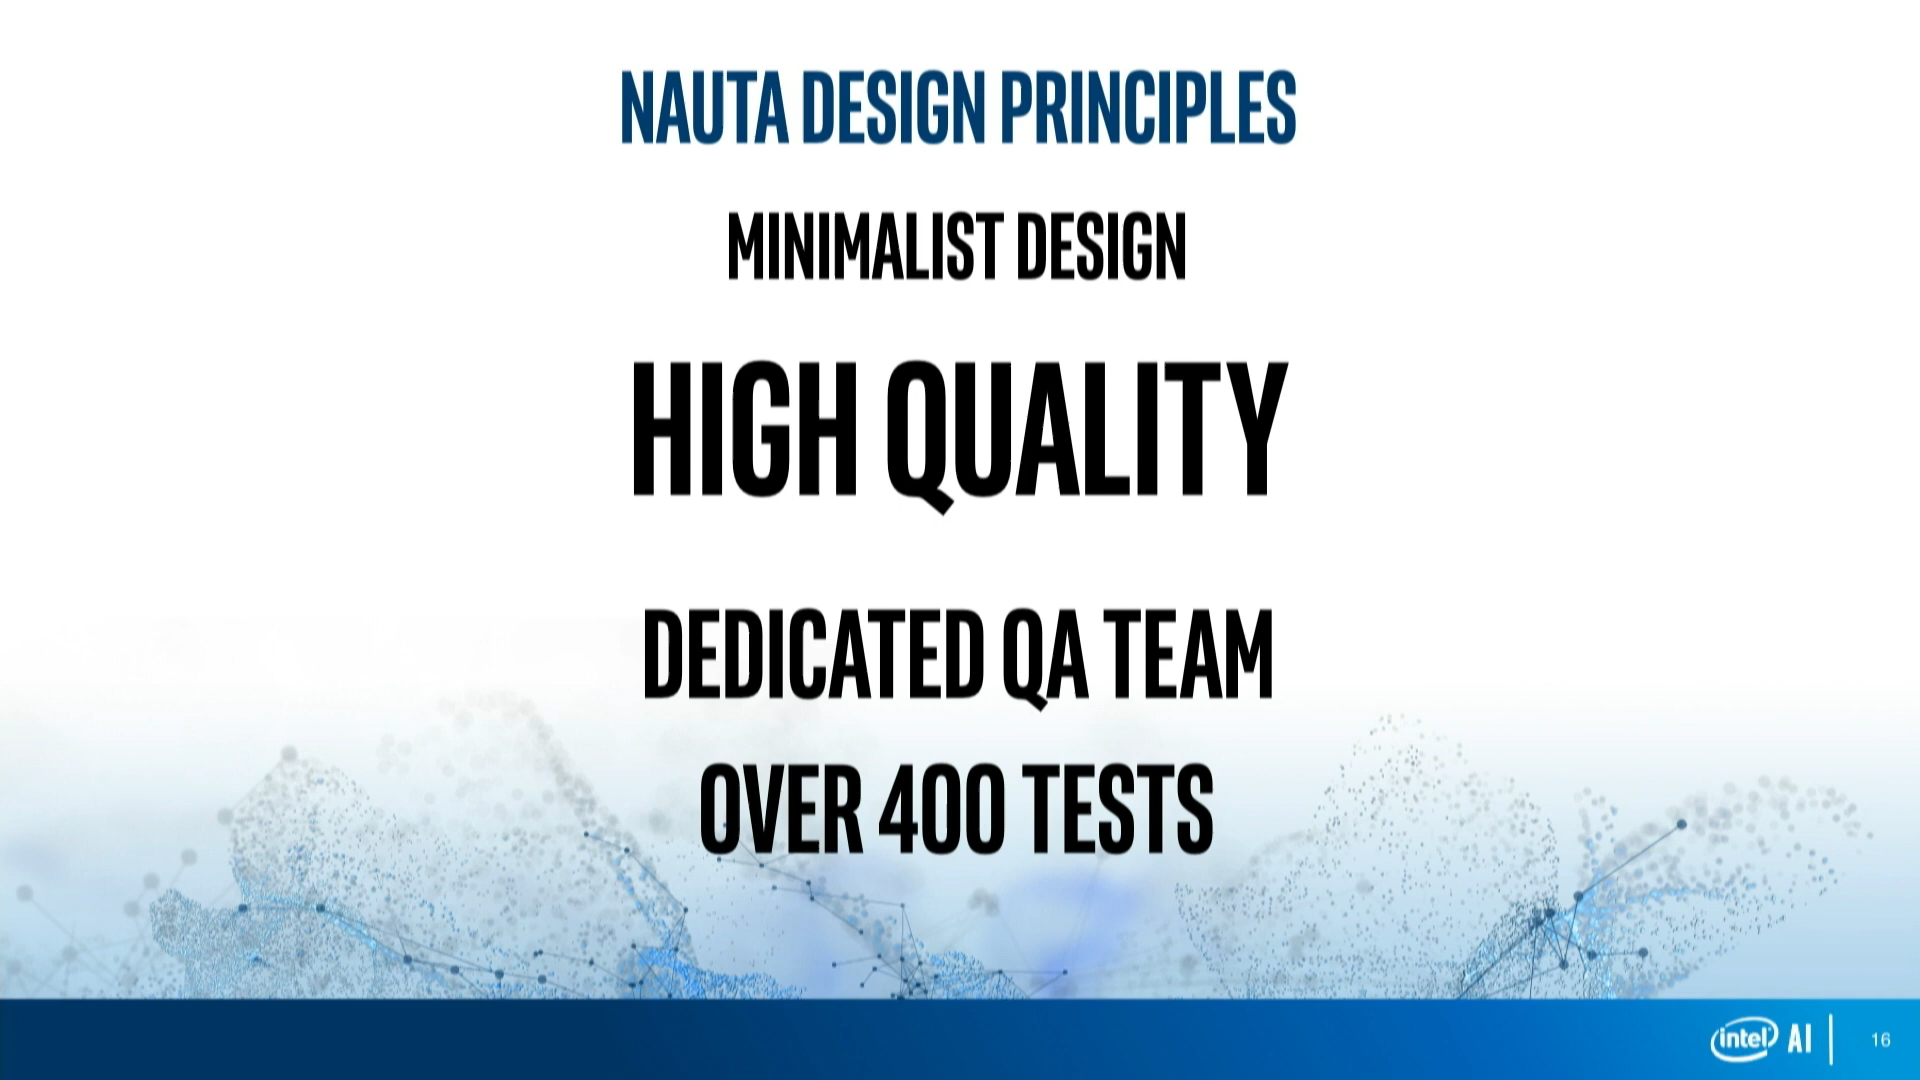 NAUTA DESIGN PRINCIPLES
MINIMALIST DESIGN
HIGH QUALITY
DEDICATED QA TEAM
OVER 400 TESTS
intel AI
16